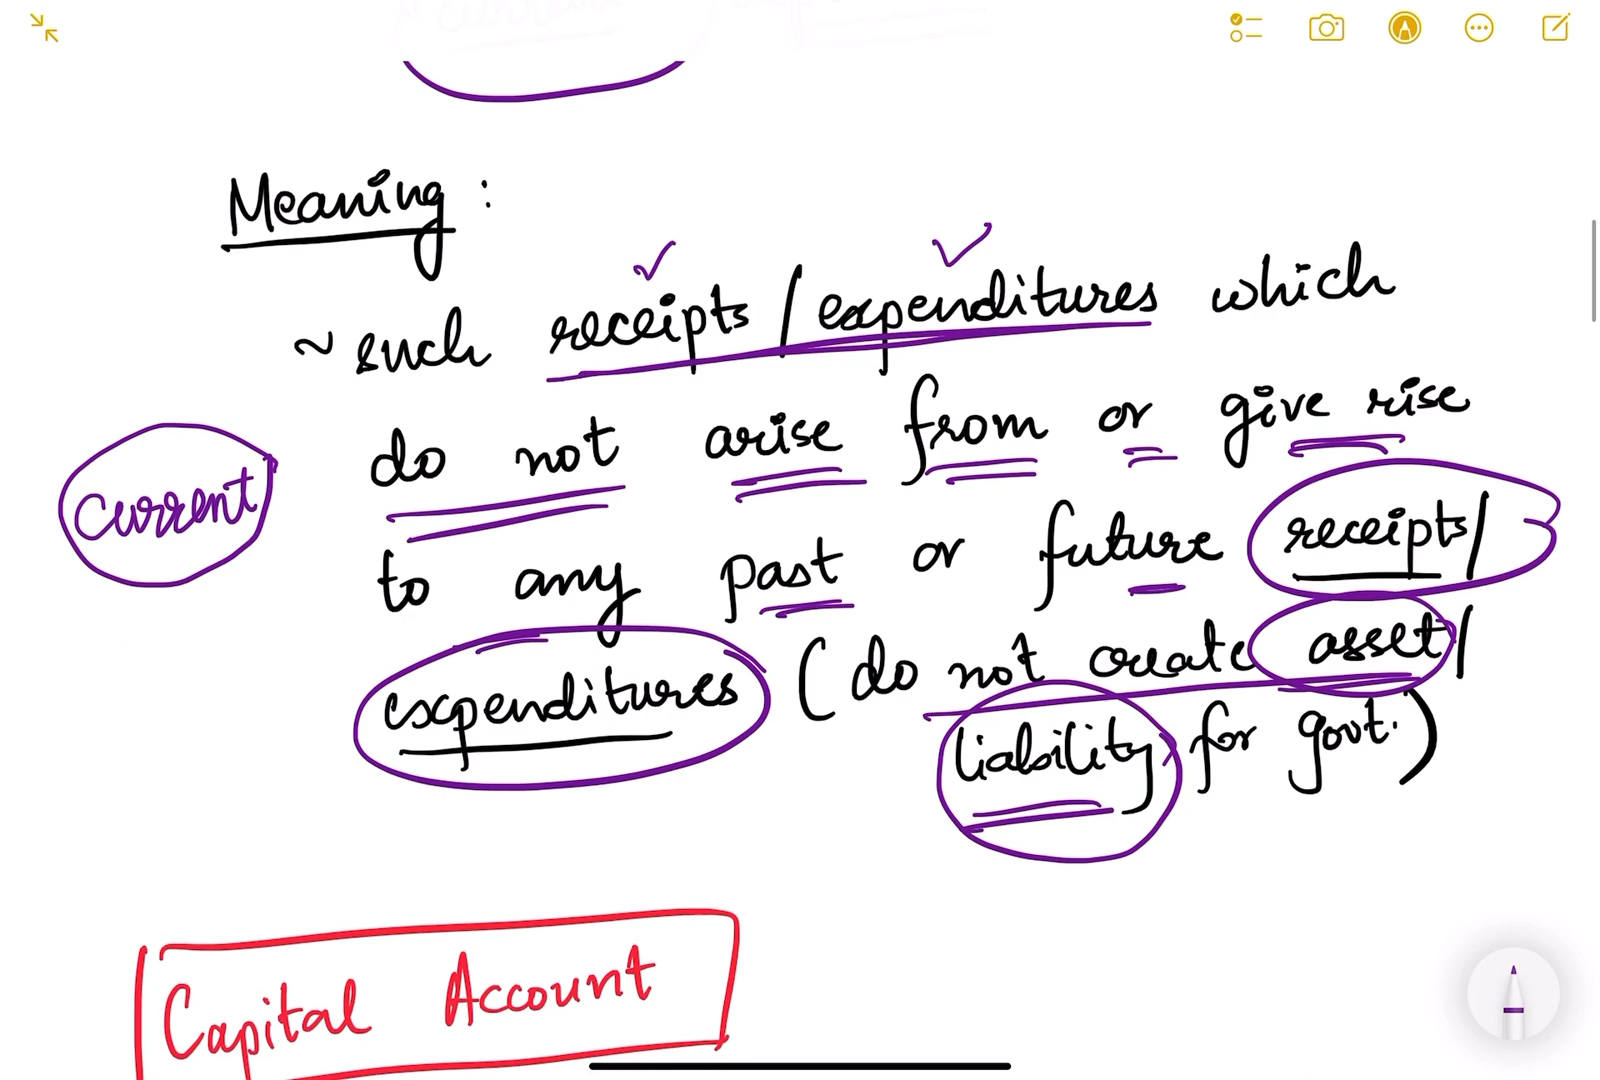 Meaning :
~ such receipts / expenditures which
do not arise from or give rise
current
to any past or future receipts/
expenditures (do not create asset/
liability for govt.)
Capital Account